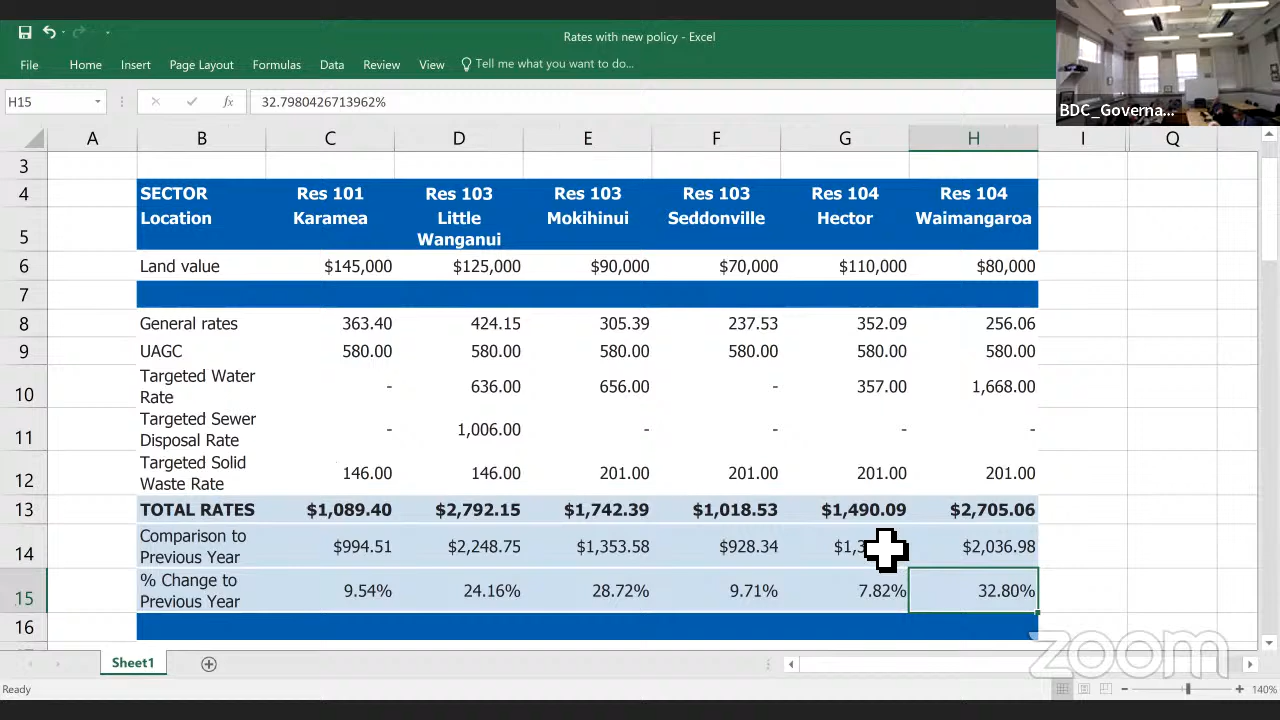 Rates with new policy - Excel
File Home Insert Page Layout Formulas Data Review View Tell me what you want to do...
BDC_Governa...
H15 fx 32.7980426713962%
A B C D E F G H I Q
3
4 SECTOR Res 101 Res 103 Res 103 Res 103 Res 104 Res 104
Location Karamea Little Mokihinui Seddonville Hector Waimangaroa
5 Wanganui
6 Land value $145,000 $125,000 $90,000 $70,000 $110,000 $80,000
7
8 General rates 363.40 424.15 305.39 237.53 352.09 256.06
9 UAGC 580.00 580.00 580.00 580.00 580.00 580.00
Targeted Water
10 - 636.00 656.00 - 357.00 1,668.00
Rate
Targeted Sewer
11 - 1,006.00 - - - -
Disposal Rate
Targeted Solid
12 146.00 146.00 201.00 201.00 201.00 201.00
Waste Rate
13 TOTAL RATES $1,089.40 $2,792.15 $1,742.39 $1,018.53 $1,490.09 $2,705.06
Comparison to
14 $994.51 $2,248.75 $1,353.58 $928.34 $2,036.98
Previous Year
% Change to
15 9.54% 24.16% 28.72% 9.71% 7.82% 32.80%
Previous Year
16
zoom
Sheet1
Ready 140%